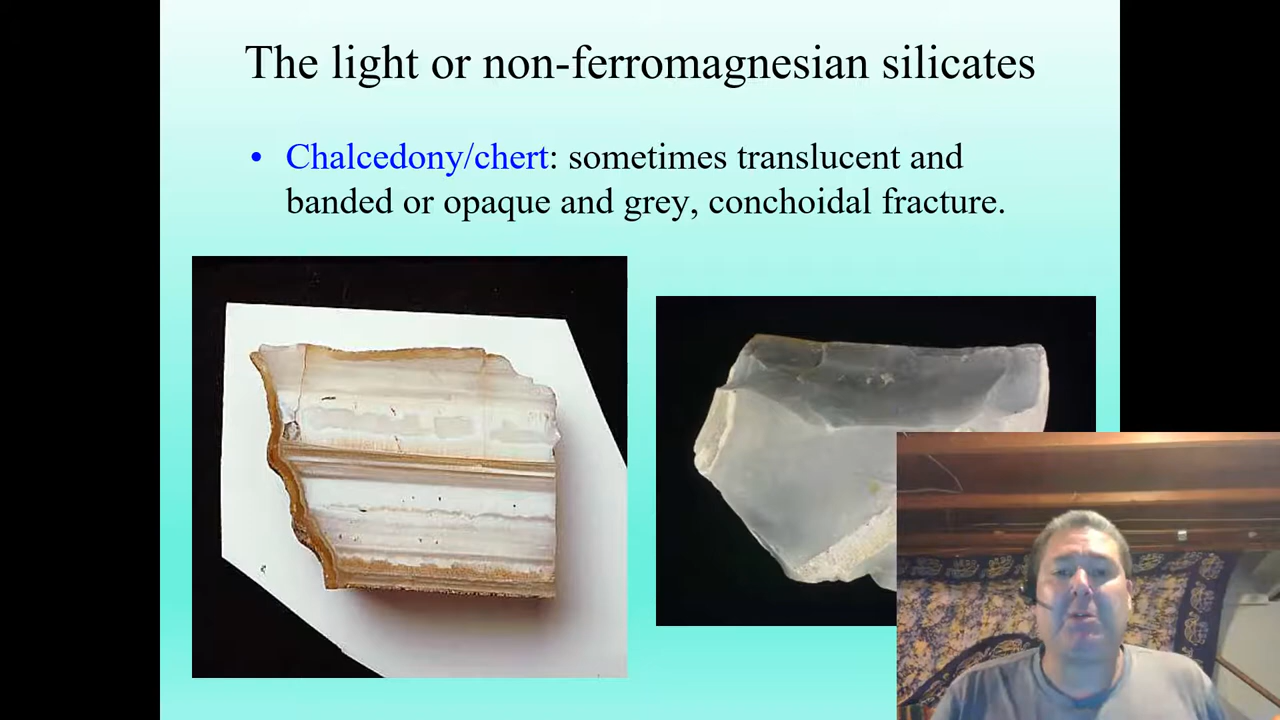 The light or non-ferromagnesian silicates
• Chalcedony/chert: sometimes translucent and
banded or opaque and grey, conchoidal fracture.